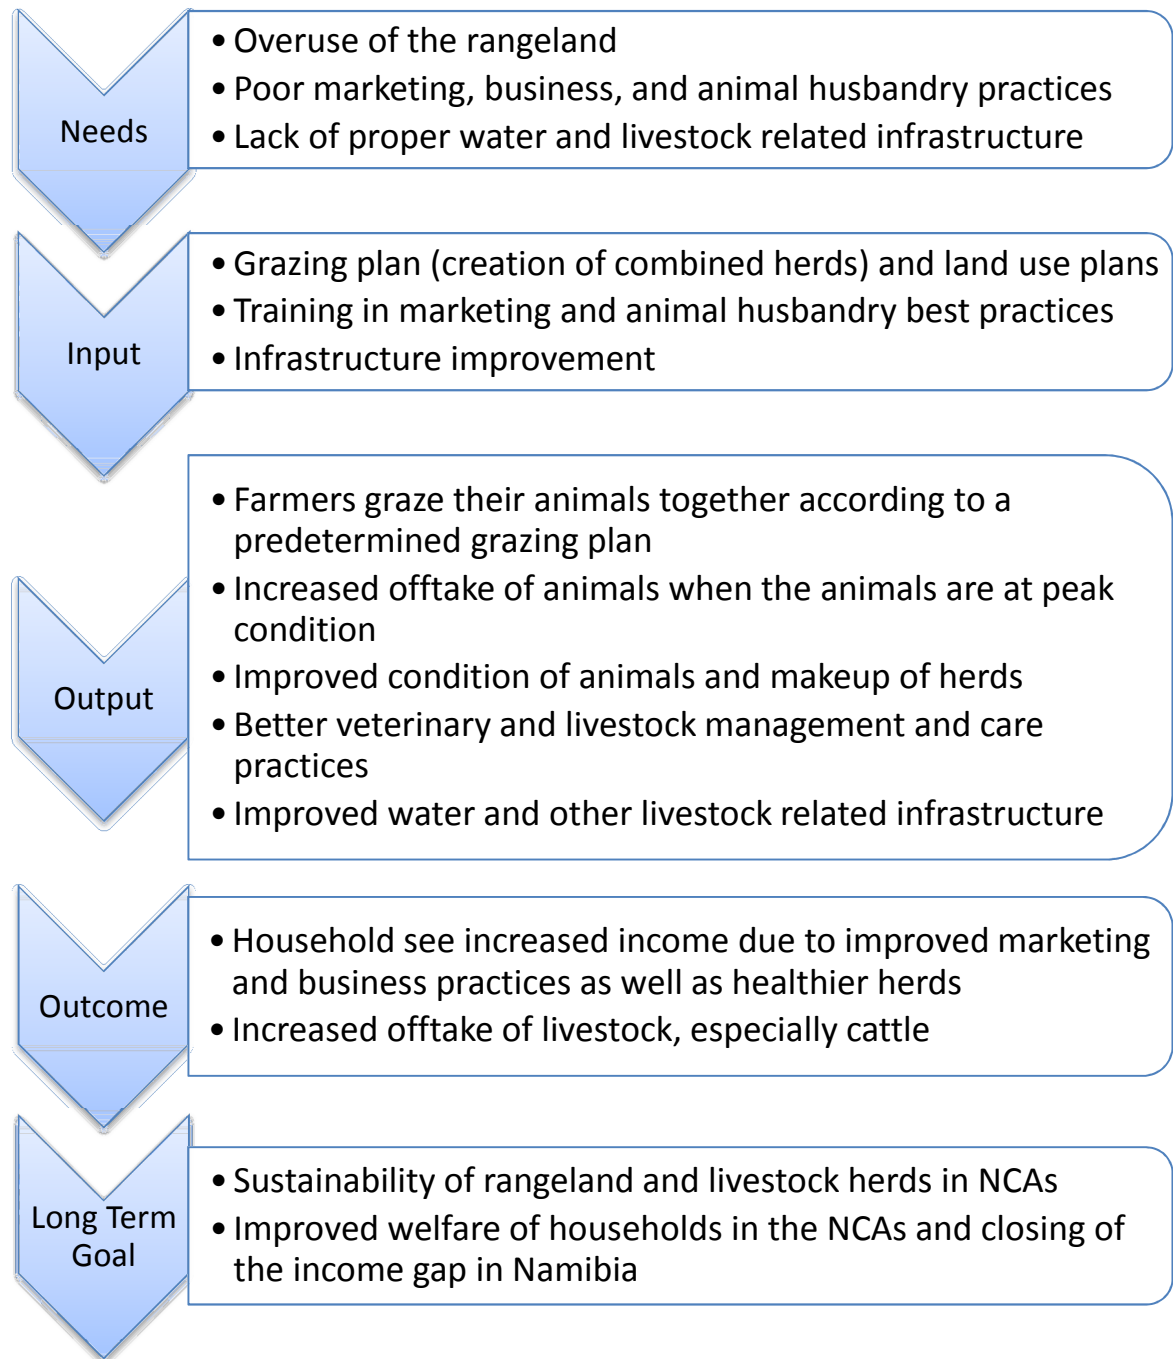 Needs
• Overuse of the rangeland
• Poor marketing, business, and animal husbandry practices
• Lack of proper water and livestock related infrastructure
Input
• Grazing plan (creation of combined herds) and land use plans
• Training in marketing and animal husbandry best practices
• Infrastructure improvement
Output
• Farmers graze their animals together according to a
predetermined grazing plan
• Increased offtake of animals when the animals are at peak
condition
• Improved condition of animals and makeup of herds
• Better veterinary and livestock management and care
practices
• Improved water and other livestock related infrastructure
Outcome
• Household see increased income due to improved marketing
and business practices as well as healthier herds
• Increased offtake of livestock, especially cattle
Long Term
Goal
• Sustainability of rangeland and livestock herds in NCAs
• Improved welfare of households in the NCAs and closing of
the income gap in Namibia